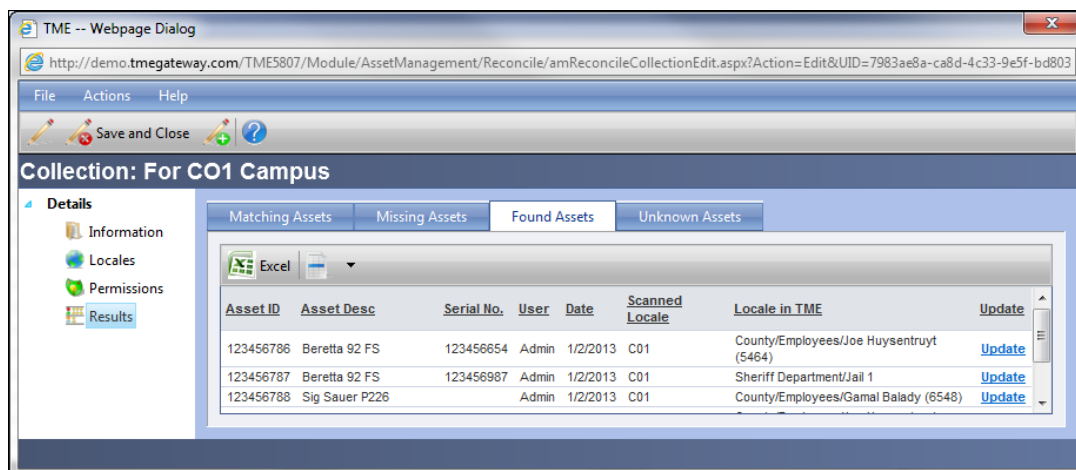 TME -- Webpage Dialog
http://demo.tmegateway.com/TME5807/Module/AssetManagement/Reconcile/amReconcileCollectionEdit.aspx?Action=Edit&UID=7983ae8a-ca8d-4c33-9e5f-bd803
File Actions Help
Save and Close
Collection: For CO1 Campus
Details
Information
Locales
Permissions
Results
Matching Assets Missing Assets Found Assets Unknown Assets
Excel
Asset ID Asset Desc Serial No. User Date Scanned Locale Locale in TME Update
123456786 Beretta 92 FS 123456654 Admin 1/2/2013 C01 County/Employees/Joe Huysentruyt (5464) Update
123456787 Beretta 92 FS 123456987 Admin 1/2/2013 C01 Sheriff Department/Jail 1 Update
123456788 Sig Sauer P226 Admin 1/2/2013 C01 County/Employees/Gamal Balady (6548) Update